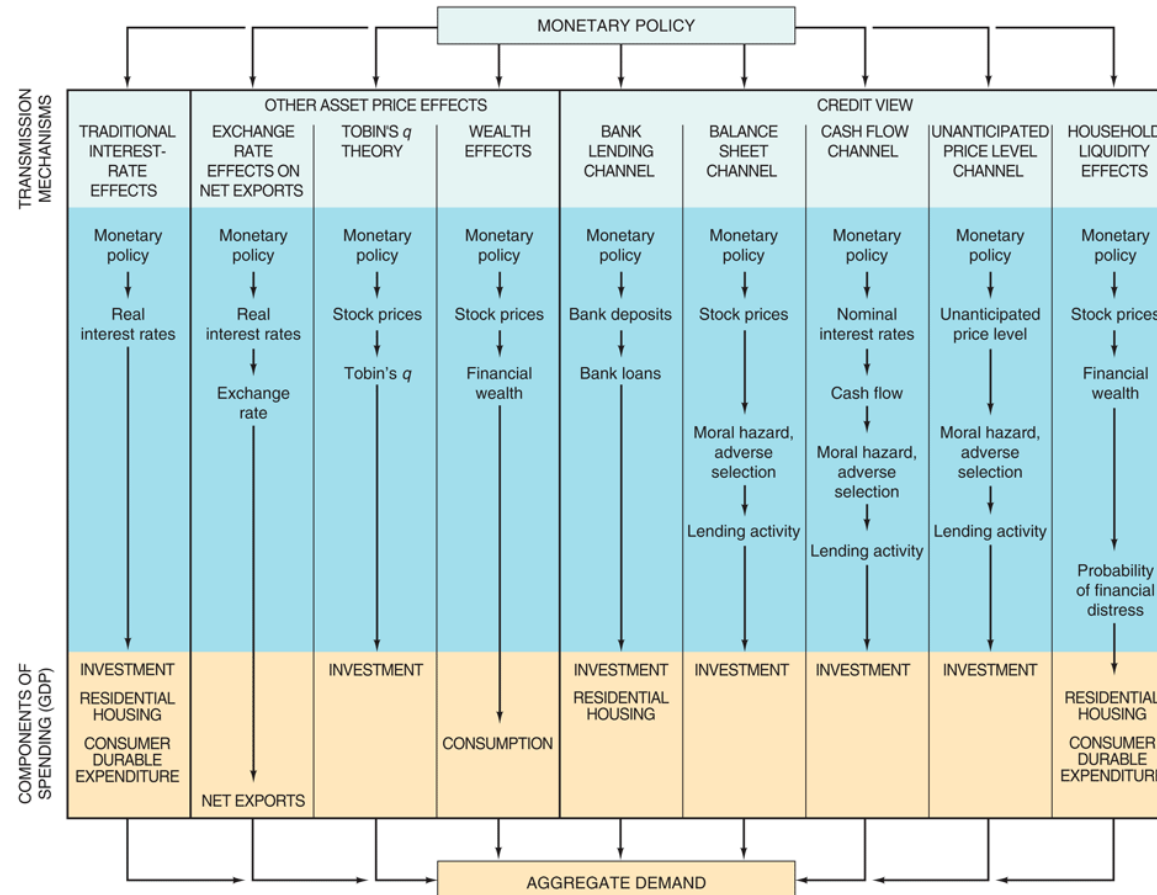 MONETARY POLICY
TRANSMISSION
MECHANISMS
OTHER ASSET PRICE EFFECTS
CREDIT VIEW
TRADITIONAL
INTEREST-
RATE
EFFECTS
EXCHANGE
RATE
EFFECTS ON
NET EXPORTS
TOBIN'S q
THEORY
WEALTH
EFFECTS
BANK
LENDING
CHANNEL
BALANCE
SHEET
CHANNEL
CASH FLOW
CHANNEL
UNANTICIPATED
PRICE LEVEL
CHANNEL
HOUSEHOLD
LIQUIDITY
EFFECTS
Monetary
policy
Real
interest rates
Monetary
policy
Real
interest rates
Exchange
rate
Monetary
policy
Stock prices
Tobin's q
Monetary
policy
Stock prices
Financial
wealth
Monetary
policy
Bank deposits
Bank loans
Monetary
policy
Stock prices
Moral hazard,
adverse
selection
Lending activity
Monetary
policy
Nominal
interest rates
Cash flow
Moral hazard,
adverse
selection
Lending activity
Monetary
policy
Unanticipated
price level
Moral hazard,
adverse
selection
Lending activity
Monetary
policy
Stock prices
Financial
wealth
Probability
of financial
distress
COMPONENTS OF
SPENDING (GDP)
INVESTMENT
RESIDENTIAL
HOUSING
CONSUMER
DURABLE
EXPENDITURE
NET EXPORTS
INVESTMENT
CONSUMPTION
INVESTMENT
RESIDENTIAL
HOUSING
INVESTMENT
INVESTMENT
INVESTMENT
RESIDENTIAL
HOUSING
CONSUMER
DURABLE
EXPENDITURE
AGGREGATE DEMAND